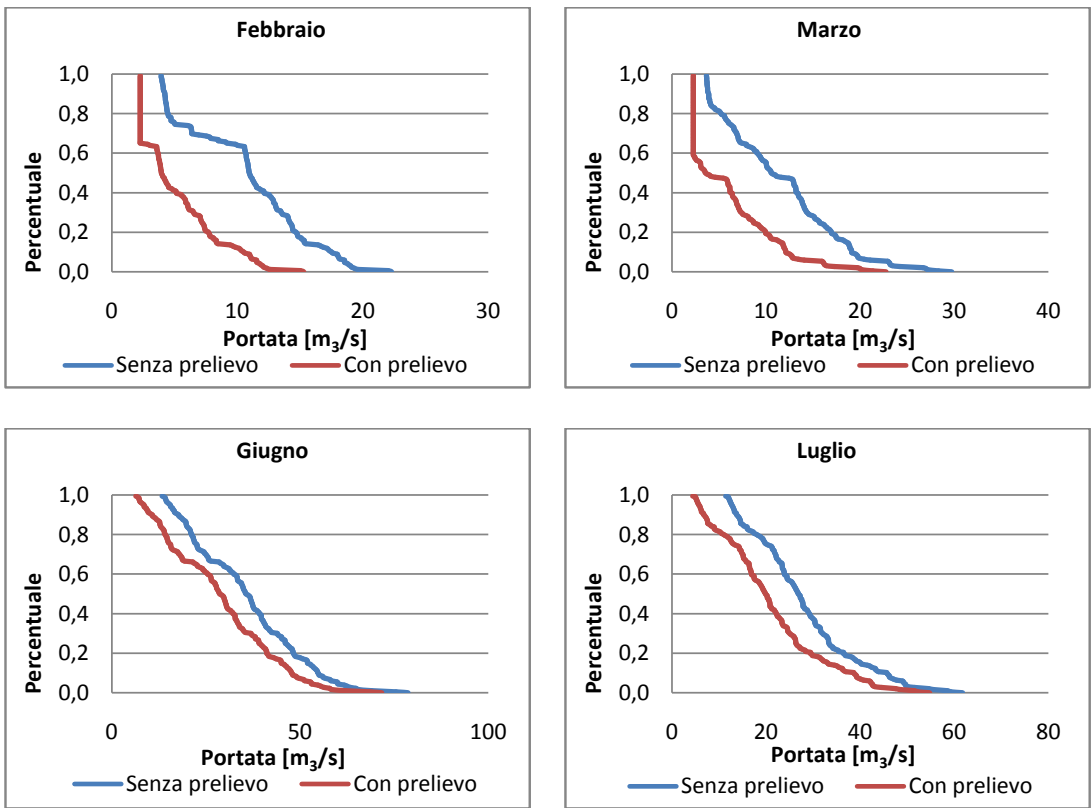 Febbraio
1,0
0,8
0,6
0,4
0,2
0,0
Percentuale
0 10 20 30
Portata [m3/s]
Senza prelievo Con prelievo
Marzo
1,0
0,8
0,6
0,4
0,2
0,0
Percentuale
0 10 20 30 40
Portata [m3/s]
Senza prelievo Con prelievo
Giugno
1,0
0,8
0,6
0,4
0,2
0,0
Percentuale
0 50 100
Portata [m3/s]
Senza prelievo Con prelievo
Luglio
1,0
0,8
0,6
0,4
0,2
0,0
Percentuale
0 20 40 60 80
Portata [m3/s]
Senza prelievo Con prelievo